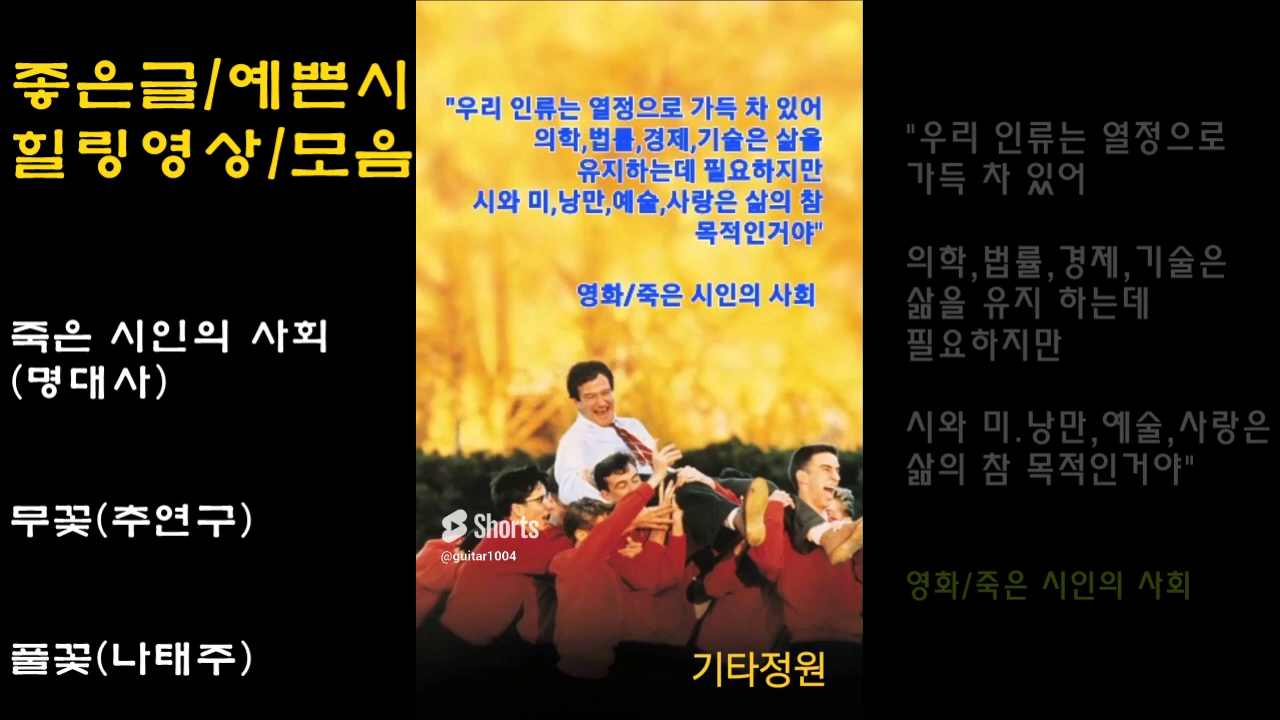 좋은글/예쁜시
힐링영상/모음
죽은 시인의 사회
(명대사)
무꽃(추연구)
풀꽃(나태주)
"우리 인류는 열정으로 가득 차 있어
의학,법률,경제,기술은 삶을
유지하는데 필요하지만
시와 미,낭만,예술,사랑은 삶의 참
목적인거야"
영화/죽은 시인의 사회
Shorts
@guitar1004
기타정원
"우리 인류는 열정으로
가득 차 있어
의학,법률,경제,기술은
삶을 유지 하는데
필요하지만
시와 미.낭만,예술,사랑은
삶의 참 목적인거야"
영화/죽은 시인의 사회